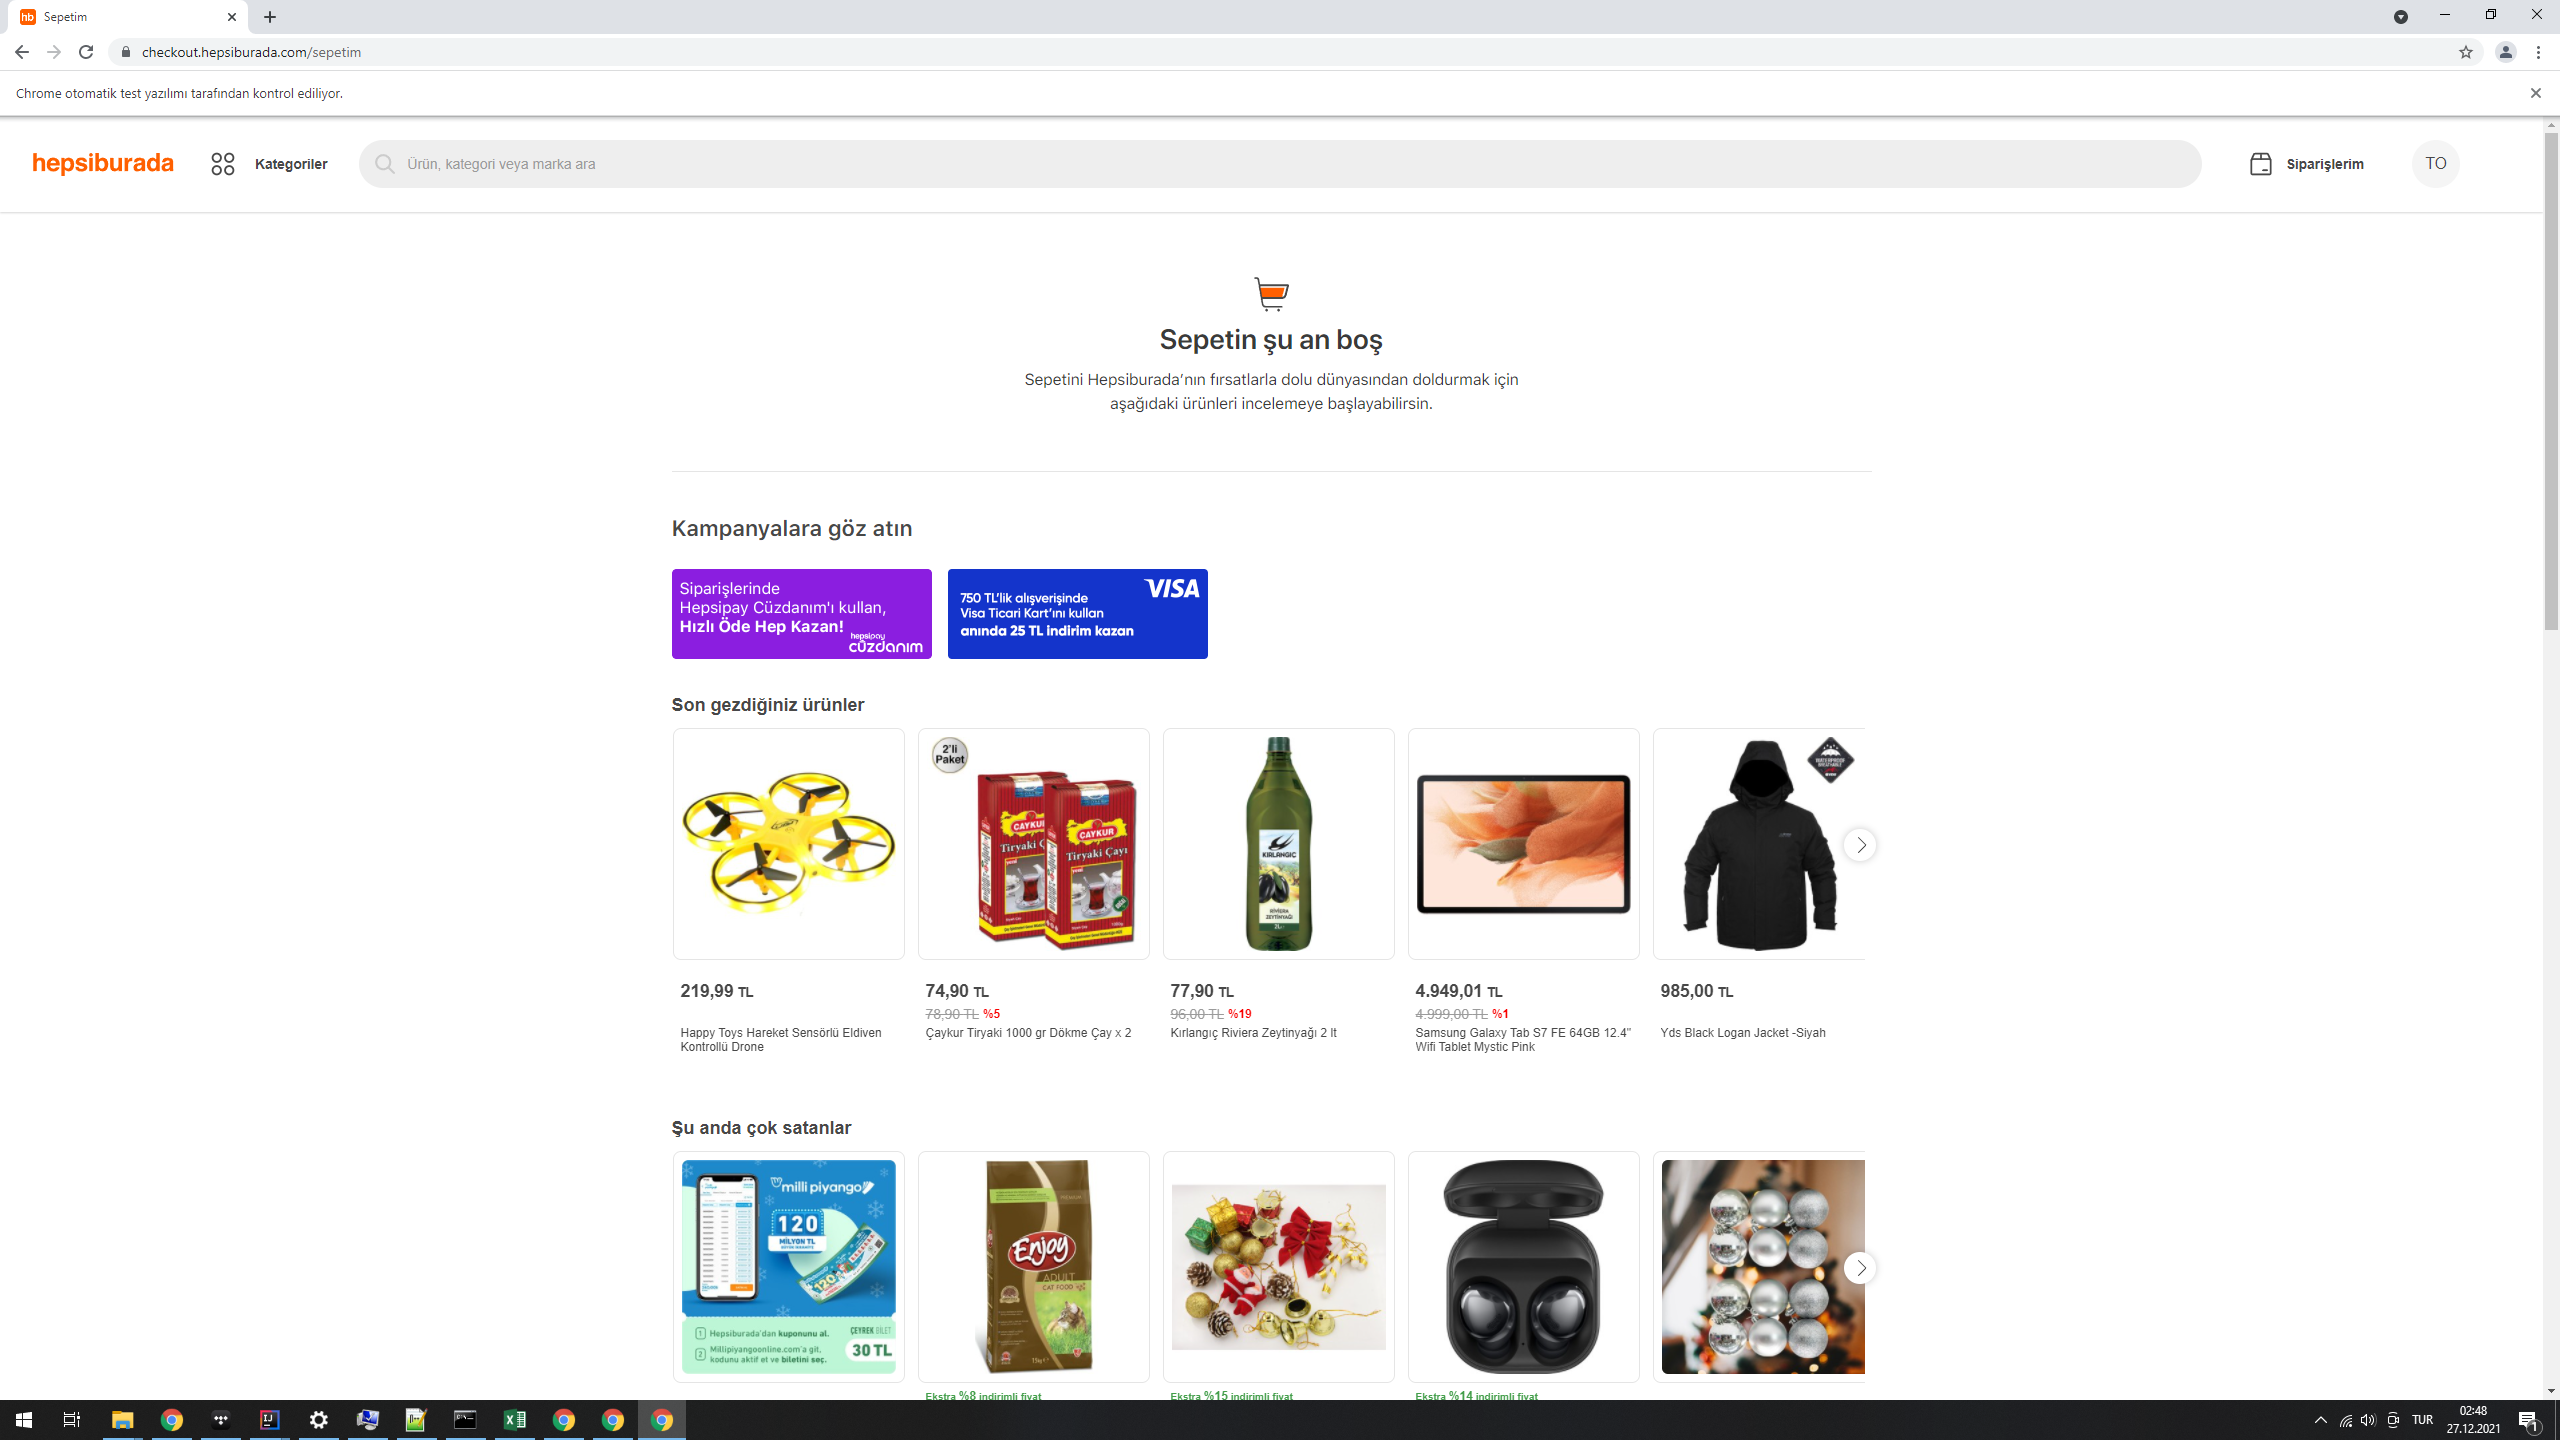 Sepetim
checkout.hepsiburada.com/sepetim
Chrome otomatik test yazılımı tarafından kontrol ediliyor.
hepsiburada
Kategoriler
Ürün, kategori veya marka ara
Siparişlerim
TO
Sepetin şu an boş
Sepetini Hepsiburada’nın fırsatlarla dolu dünyasından doldurmak için
aşağıdaki ürünleri incelemeye başlayabilirsin.
Kampanyalara göz atın
Siparişlerinde
Hepsipay Cüzdanım'ı kullan,
Hızlı Öde Hep Kazan!
hepsipay
cüzdanım
VISA
750 TL’lik alışverişinde
Visa Ticari Kart’ını kullan
anında 25 TL indirim kazan
Son gezdiğiniz ürünler
2'li
Paket
ÇAYKUR
Tiryaki Çayı
KIRLANGIÇ
RİVİERA
ZEYTİNYAĞI
219,99 TL
Happy Toys Hareket Sensörlü Eldiven
Kontrollü Drone
74,90 TL
78,90 TL %5
Çaykur Tiryaki 1000 gr Dökme Çay x 2
77,90 TL
96,00 TL %19
Kırlangıç Riviera Zeytinyağı 2 lt
4.949,01 TL
4.999,00 TL %1
Samsung Galaxy Tab S7 FE 64GB 12.4"
Wifi Tablet Mystic Pink
985,00 TL
Yds Black Logan Jacket -Siyah
Şu anda çok satanlar
milli piyango
120
MİLYON TL
Hepsiburada'dan kuponunu al.
Millipiyangoonline.com'a git,
kodunu aktif et ve biletini seç.
ÇEYREK BİLET
30 TL
Enjoy
ADULT
CAT FOOD
Ekstra %8 indirimli fiyat
Ekstra %15 indirimli fiyat
Ekstra %14 indirimli fiyat
TUR
02:48
27.12.2021
1